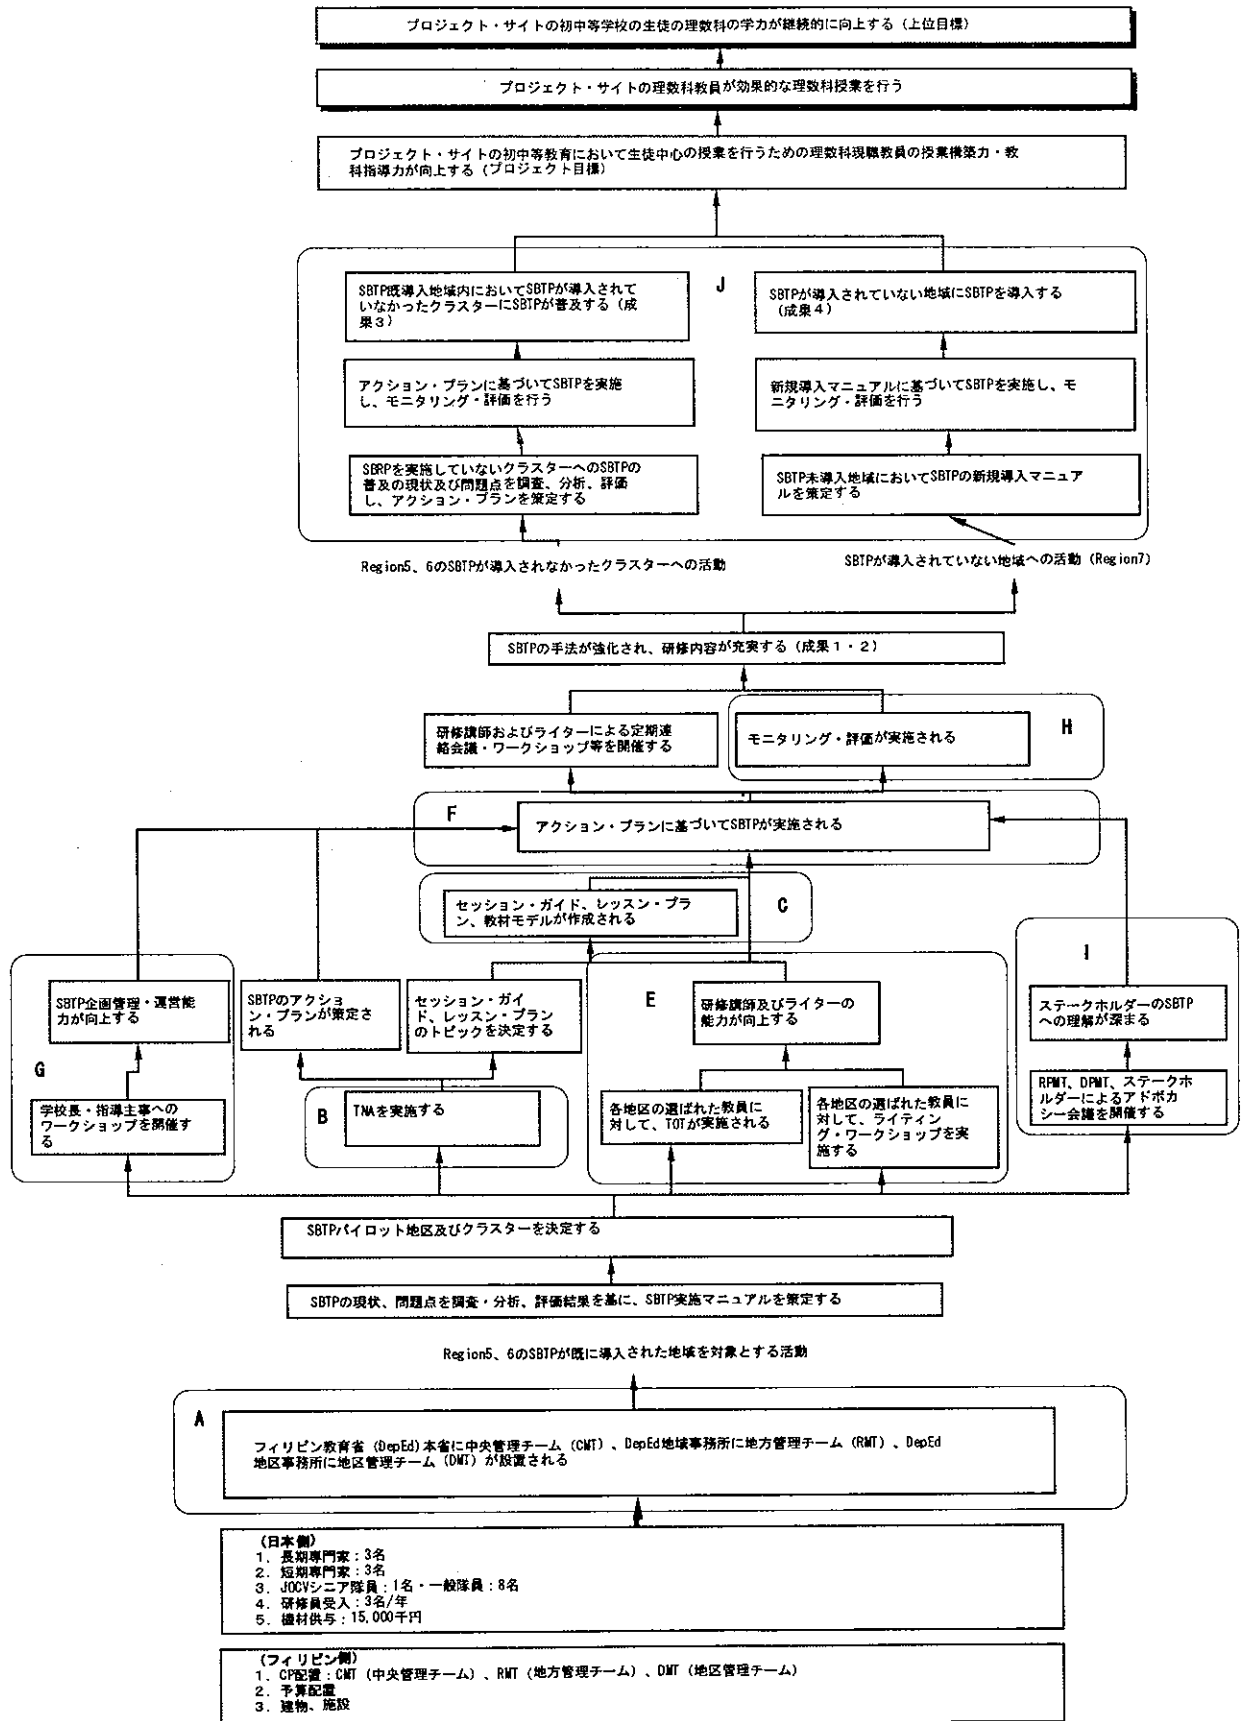 プロジェクト・サイトの初中等学校の生徒の理数科の学力が継続的に向上する（上位目標）
プロジェクト・サイトの理数科教員が効果的な理数科授業を行う
プロジェクト・サイトの初中等教育において生徒中心の授業を行うための理数科現職教員の授業構築力・教
科指導力が向上する（プロジェクト目標）
J
SBTP既導入地域内においてSBTPが導入されて
いなかったクラスターにSBTPが普及する（成
果３）
SBTPが導入されていない地域にSBTPを導入する
（成果４）
アクション・プランに基づいてSBTPを実施
し、モニタリング・評価を行う
新規導入マニュアルに基づいてSBTPを実施し、モ
ニタリング・評価を行う
SBRPを実施していないクラスターへのSBTPの
普及の現状及び問題点を調査、分析、評価
し、アクション・プランを策定する
SBTP未導入地域においてSBTPの新規導入マニュア
ルを策定する
Region5、6のSBTPが導入されなかったクラスターへの活動
SBTPが導入されていない地域への活動（Region7）
SBTPの手法が強化され、研修内容が充実する（成果１・２）
研修講師およびライターによる定期連
絡会議・ワークショップ等を開催する
モニタリング・評価が実施される
H
F
アクション・プランに基づいてSBTPが実施される
セッション・ガイド、レッスン・プラ
ン、教材モデルが作成される
C
G
SBTP企画管理・運営能
力が向上する
SBTPのアクショ
ン・プランが策定さ
れる
セッション・ガイ
ド、レッスン・プラン
のトピックを決定する
E
研修講師及びライターの
能力が向上する
I
ステークホルダーのSBTP
への理解が深まる
学校長・指導主事への
ワークショップを開催す
る
B
TNAを実施する
各地区の選ばれた教員に
対して、TOTが実施される
各地区の選ばれた教員に
対して、ライティン
グ・ワークショップを実
施する
RPMT、DPMT、ステークホ
ルダーによるアドボカ
シー会議を開催する
SBTPパイロット地区及びクラスターを決定する
SBTPの現状、問題点を調査・分析、評価結果を基に、SBTP実施マニュアルを策定する
Region5、6のSBTPが既に導入された地域を対象とする活動
A
フィリピン教育省（DepEd)本省に中央管理チーム（CMT）、DepEd地域事務所に地方管理チーム（RMT）、DepEd
地区事務所に地区管理チーム（DMT）が設置される
（日本側）
1. 長期専門家：3名
2. 短期専門家：3名
3. JOCVシニア隊員：1名・一般隊員：8名
4. 研修員受入：3名/年
5. 機材供与：15,000千円
（フィリピン側）
1. CP配置：CMT（中央管理チーム）、RMT（地方管理チーム）、DMT（地区管理チーム）
2. 予算配置
3. 建物、施設